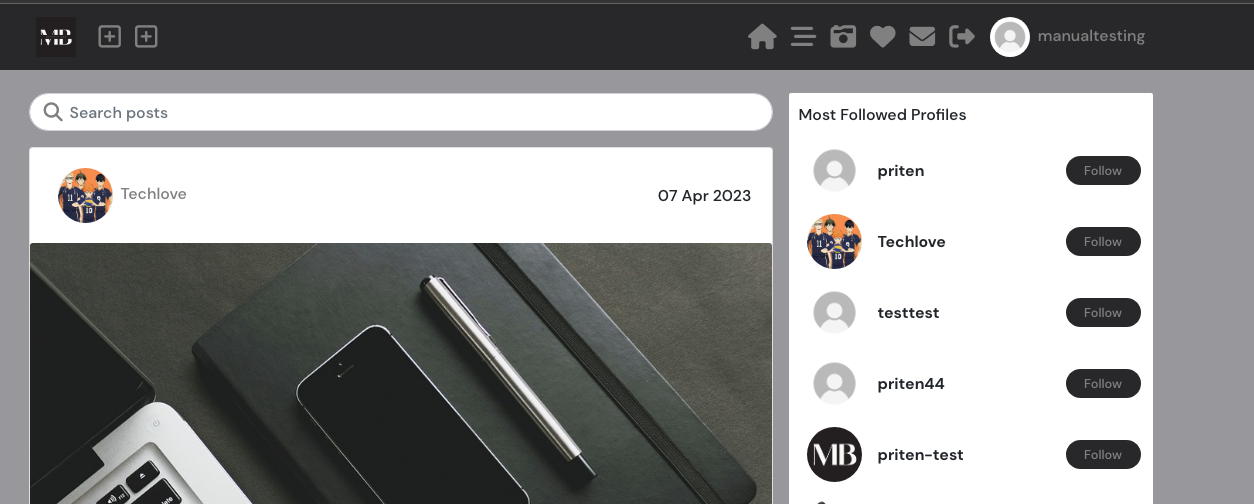 MB
manualtesting
Search posts
Techlove
07 Apr 2023
Most Followed Profiles
priten
Follow
Techlove
Follow
testtest
Follow
priten44
Follow
MB
priten-test
Follow